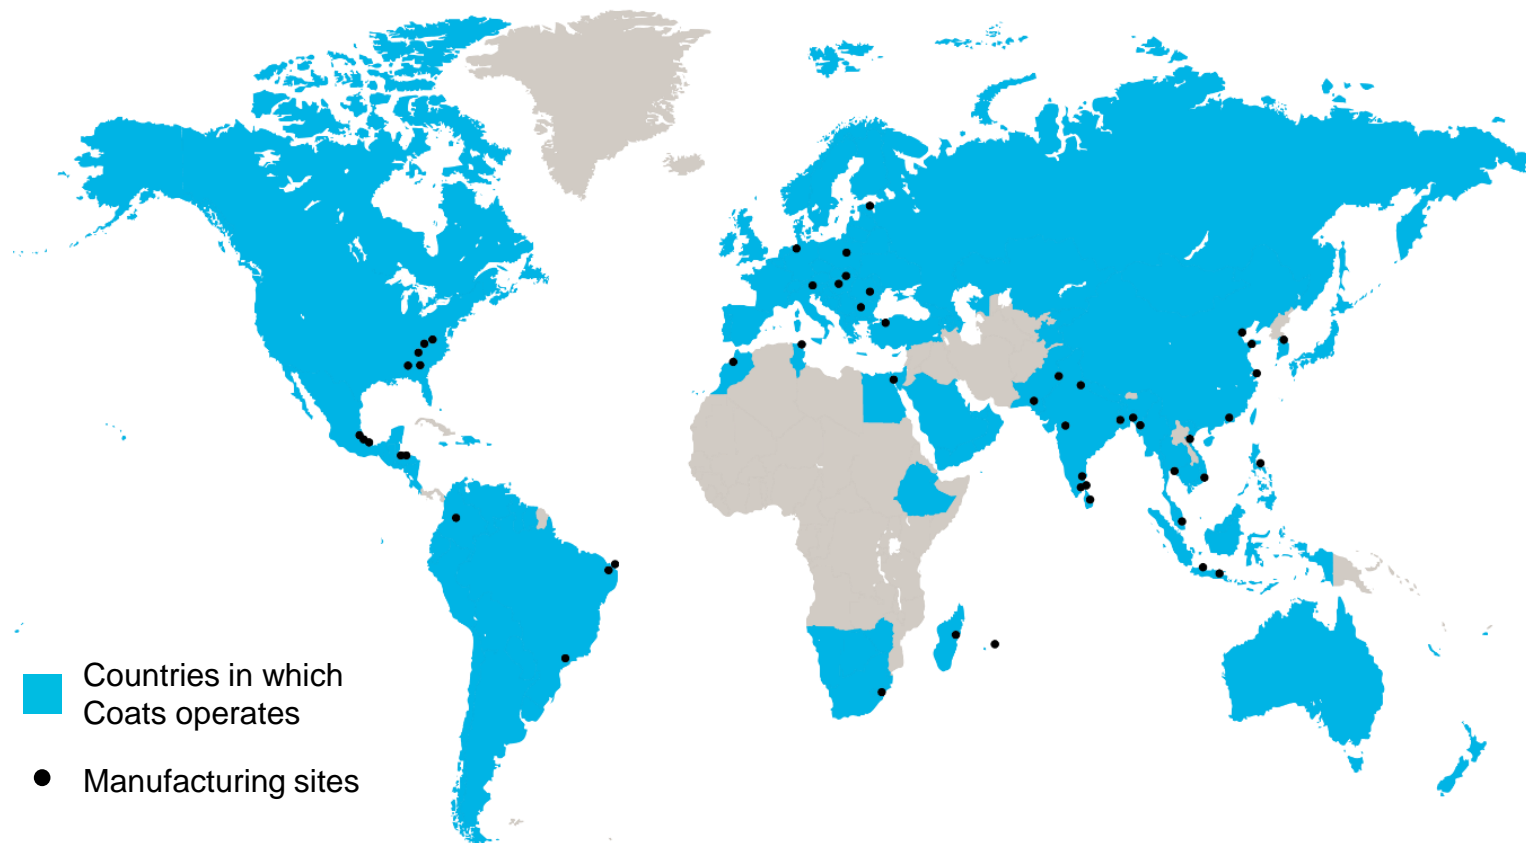 Countries in which
Coats operates
Manufacturing sites